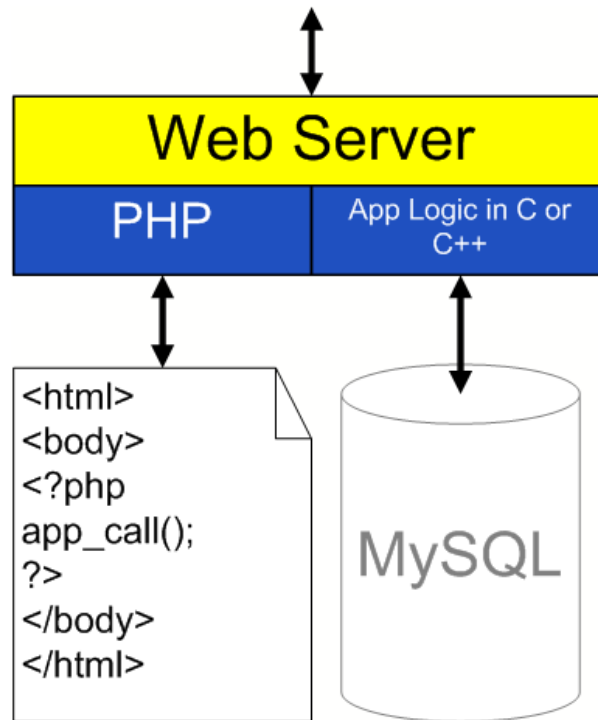 Web Server
PHP
App Logic in C or
C++
<html>
<body>
<?php
app_call();
?>
</body>
</html>
MySQL